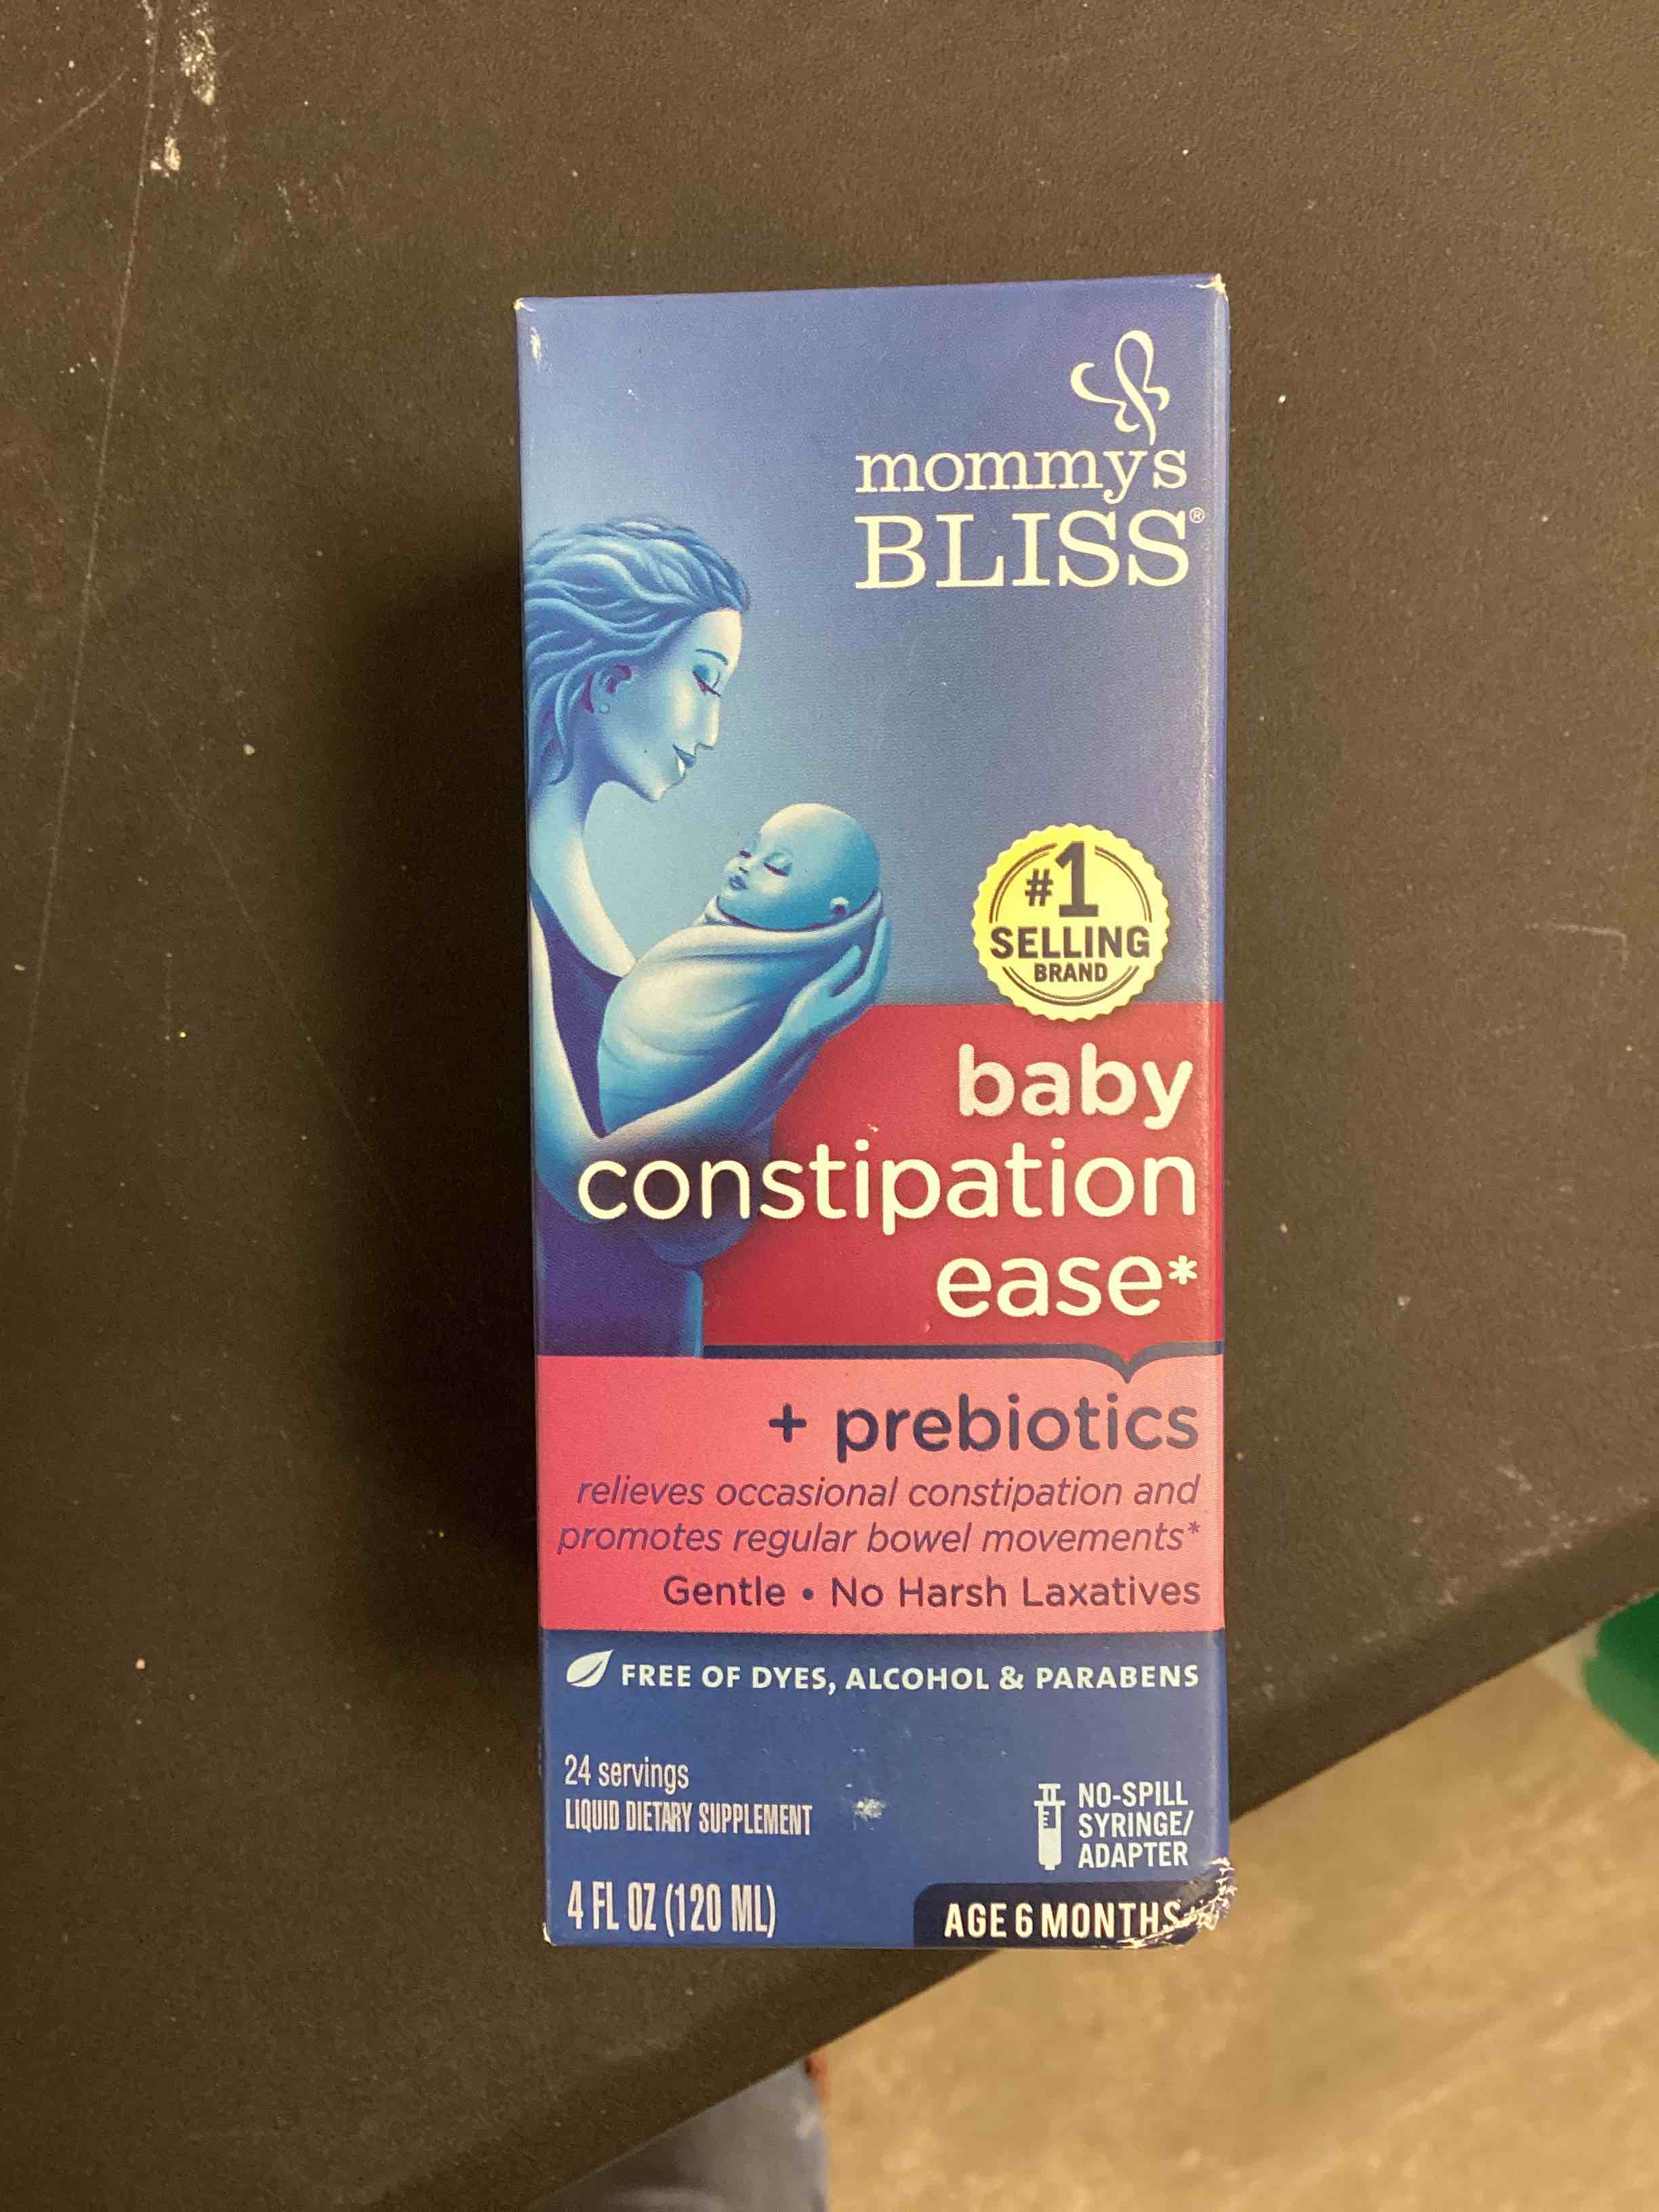 mommy's
BLISS®
#1
SELLING
BRAND
baby
constipation
ease*
+ prebiotics
relieves occasional constipation and
promotes regular bowel movements*
Gentle • No Harsh Laxatives
FREE OF DYES, ALCOHOL & PARABENS
24 servings
LIQUID DIETARY SUPPLEMENT
NO-SPILL
SYRINGE/
ADAPTER
4 FL OZ (120 ML)
AGE 6 MONTHS+